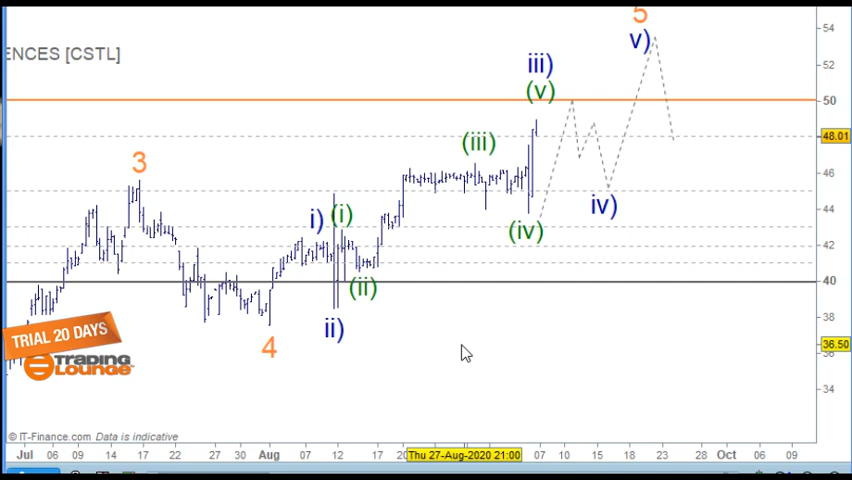 5
v)
54
ENCES [CSTL]
iii)
52
(v)
50
48.01
(iii)
3
46
i)
(i)
44
(iv)
iv)
42
(ii)
40
ii)
38
TRIAL 20 DAYS
4
36.50
TRADING
LOUNGE
34
© IT-Finance.com Data is indicative
Jul 06 09 14 17 22 27 30 Aug 06 12 17 20 Thu 27-Aug-2020 21:00 07 10 15 18 23 28 Oct 06 09